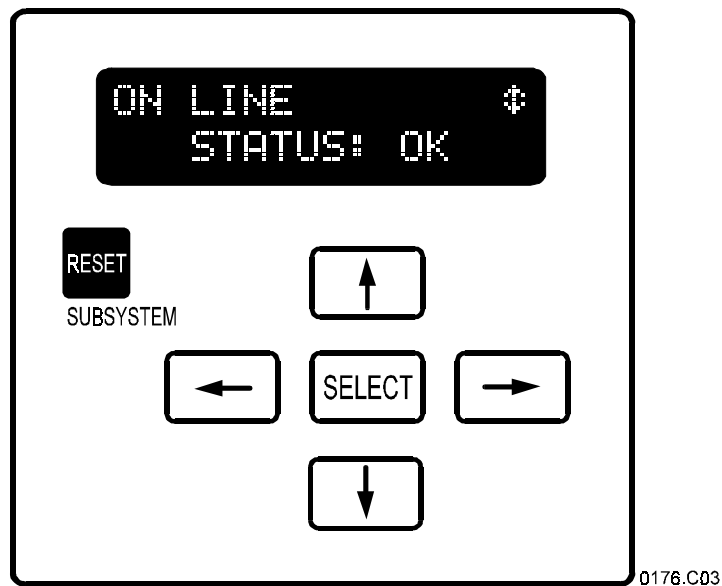 ON LINE
STATUS: OK
RESET
SUBSYSTEM
SELECT
0176.C03